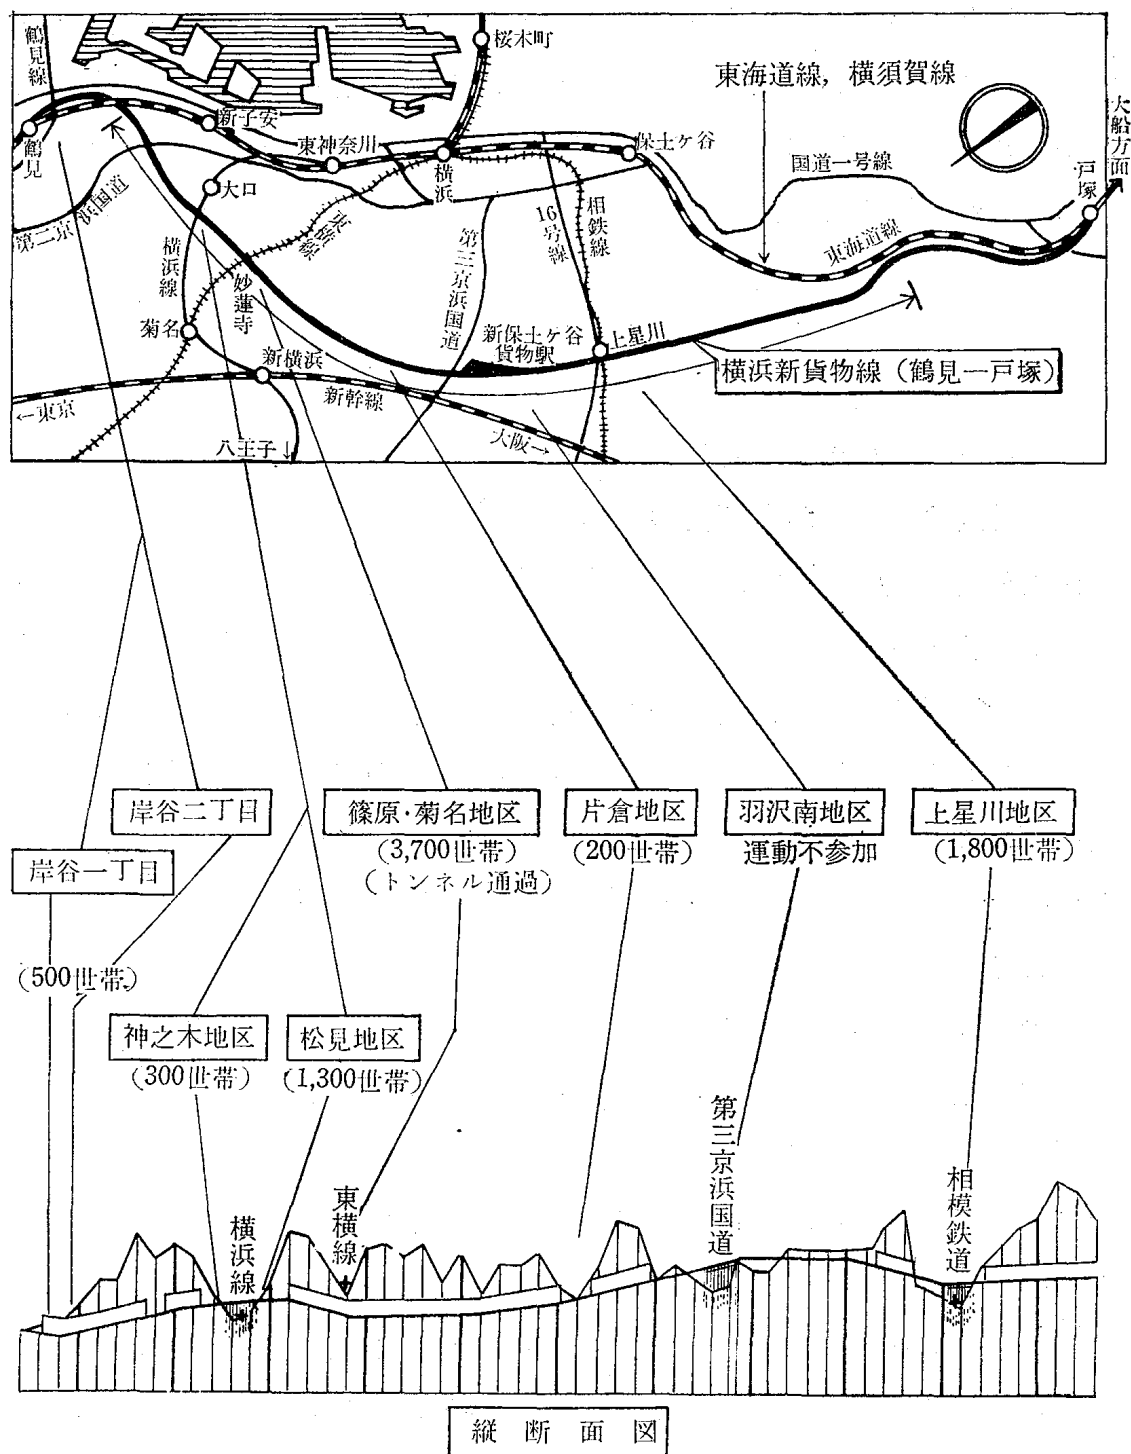 鶴見線
桜木町
東海道線，横須賀線
大船方面
新子安
鶴見
東神奈川
横浜
保土ケ谷
国道一号線
戸塚
大口
第二京浜国道
横浜線
東横線
第三京浜国道
16号線
相鉄線
東海道線
妙蓮寺
菊名
新横浜
新保土ケ谷
貨物駅
上星川
横浜新貨物線（鶴見―戸塚）
←東京
新幹線
八王子↓
大阪→
岸谷二丁目
篠原・菊名地区
(3,700世帯)
(トンネル通過)
片倉地区
(200世帯)
羽沢南地区
運動不参加
上星川地区
(1,800世帯)
岸谷一丁目
(500世帯)
神之木地区
(300世帯)
松見地区
(1,300世帯)
横浜線
東横線
第三京浜国道
相模鉄道
縦断面図